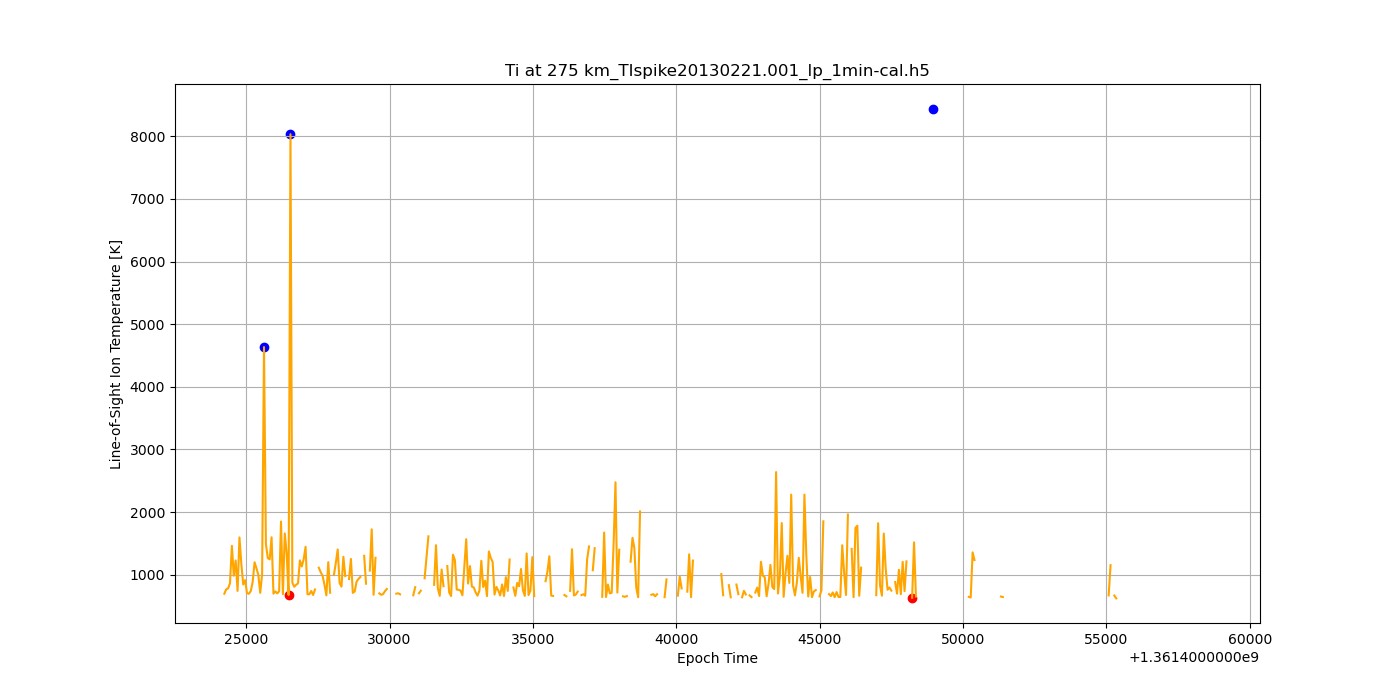 Ti at 275 km_TIspike20130221.001_lp_1min-cal.h5
Line-of-Sight Ion Temperature [K]
8000
7000
6000
5000
4000
3000
2000
1000
25000 30000 35000 40000 45000 50000 55000 60000
Epoch Time
+1.3614000000e9